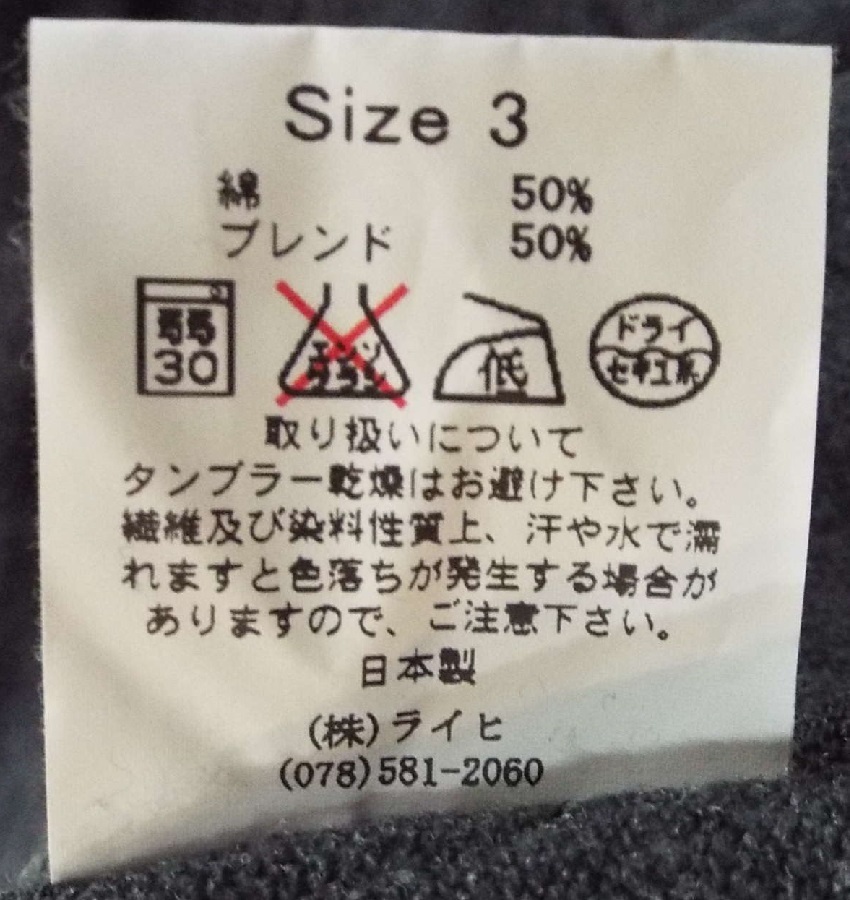 Size 3
綿 50%
ブレンド 50%
弱
30
エンソ
サラシ
低
ドライ
セキユ系
取り扱いについて
タンブラー乾燥はお避け下さい。
繊維及び染料性質上、汗や水で濡
れますと色落ちが発生する場合が
ありますので、ご注意下さい。
日本製
(株)ライヒ
(078)581-2060